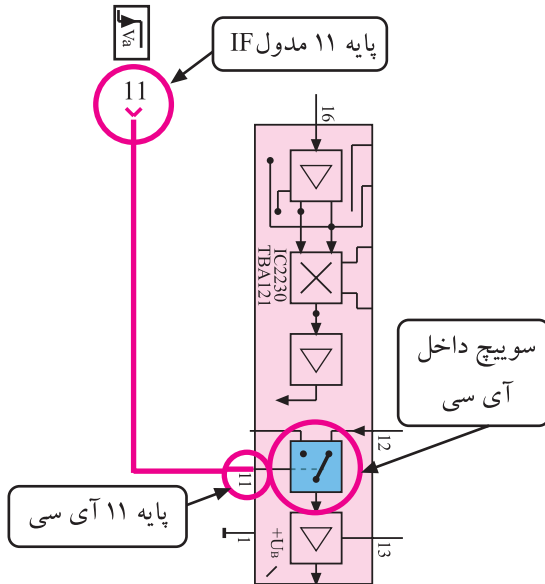 Va
پایه ۱۱ مدول IF
11
16
IC2230
TBA121
سوییچ داخل
آی سی
12
11
پایه ۱۱ آی سی
1
+UB
13